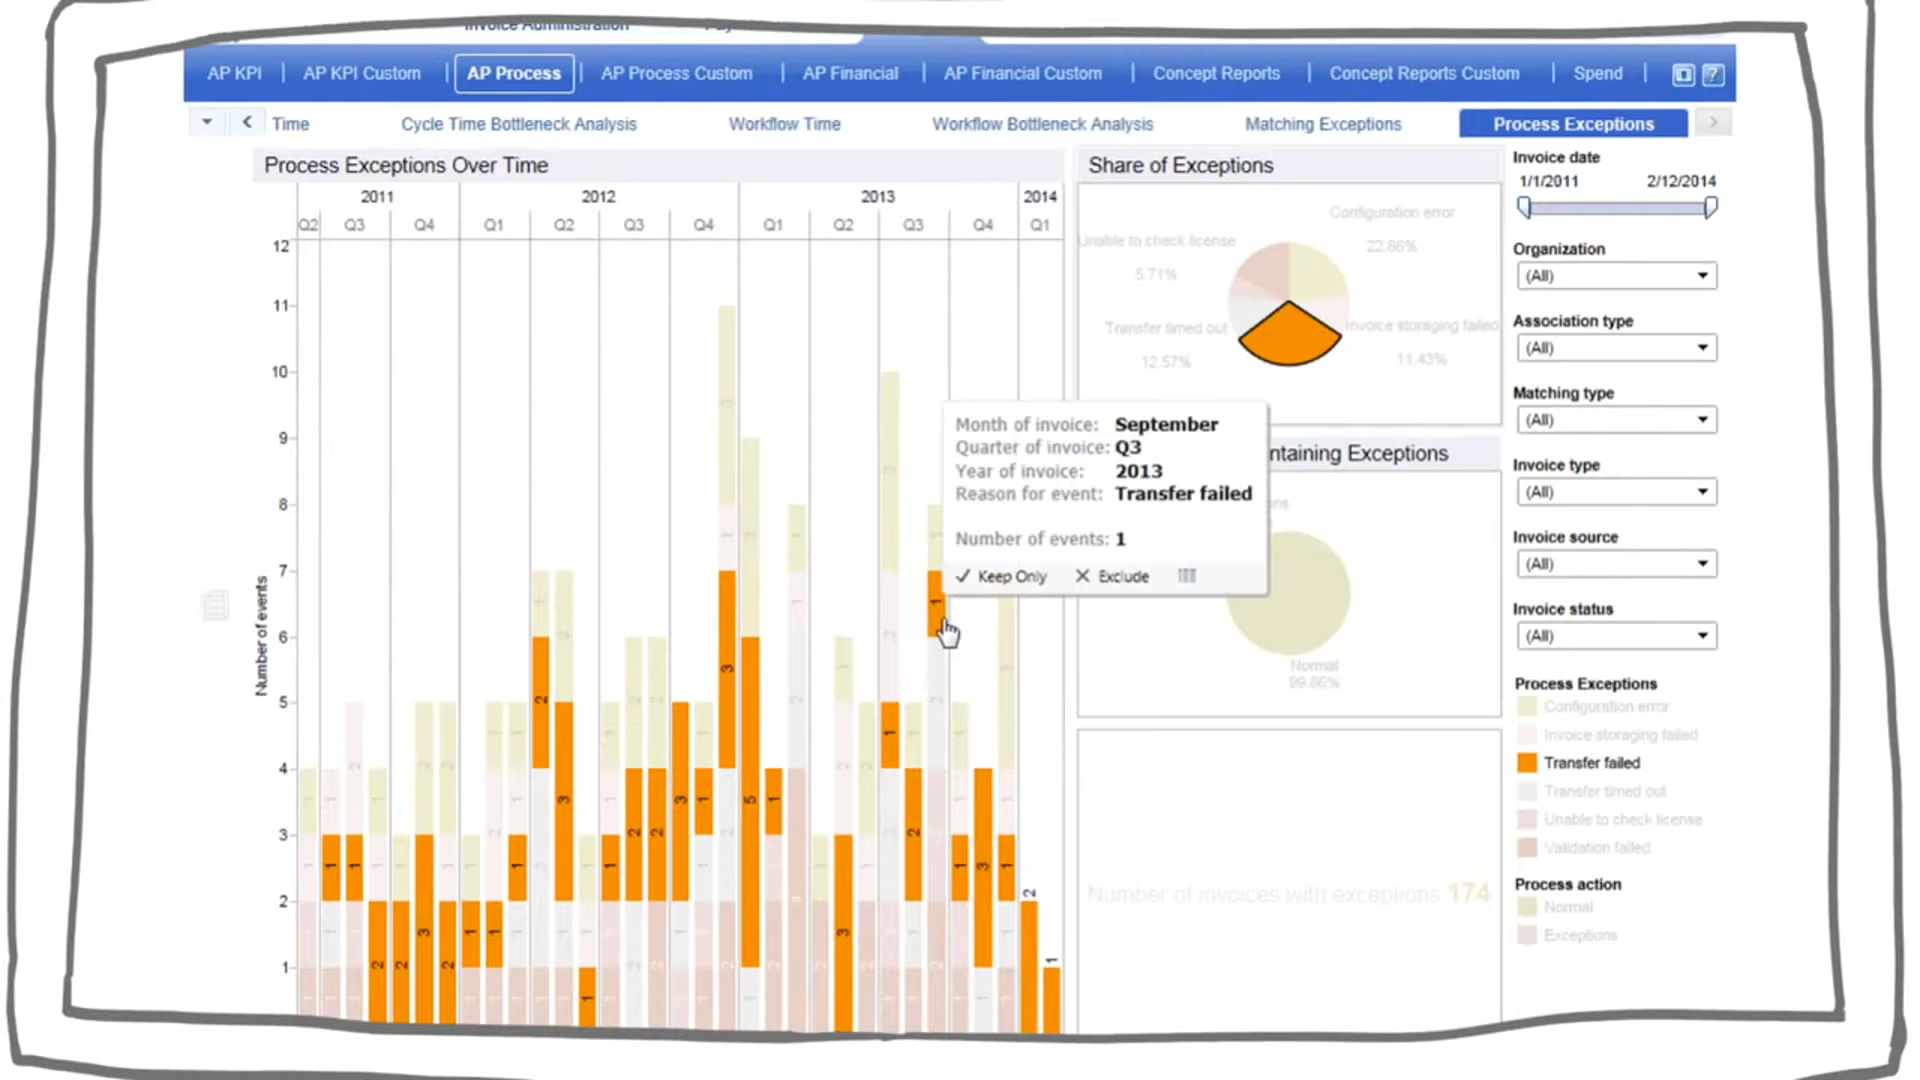 Invoice Administration
AP KPI AP KPI Custom AP Process AP Process Custom AP Financial AP Financial Custom Concept Reports Concept Reports Custom Spend ?
Time Cycle Time Bottleneck Analysis Workflow Time Workflow Bottleneck Analysis Matching Exceptions Process Exceptions
Process Exceptions Over Time
2011 2012 2013 2014
Q2 Q3 Q4 Q1 Q2 Q3 Q4 Q1 Q2 Q3 Q4 Q1
12
11
10
9
8
7
6
5
4
3
2
1
Number of events
Share of Exceptions
Configuration error
22.86%
Unable to check license
5.71%
Transfer timed out
12.57%
Invoice storaging failed
11.43%
Month of invoice: September
Quarter of invoice: Q3
Year of invoice: 2013
Reason for event: Transfer failed
Number of events: 1
Keep Only Exclude
ntaining Exceptions
Normal
99.86%
Number of invoices with exceptions 174
Invoice date
1/1/2011 2/12/2014
Organization
(All)
Association type
(All)
Matching type
(All)
Invoice type
(All)
Invoice source
(All)
Invoice status
(All)
Process Exceptions
Configuration error
Invoice storaging failed
Transfer failed
Transfer timed out
Unable to check license
Validation failed
Process action
Normal
Exceptions